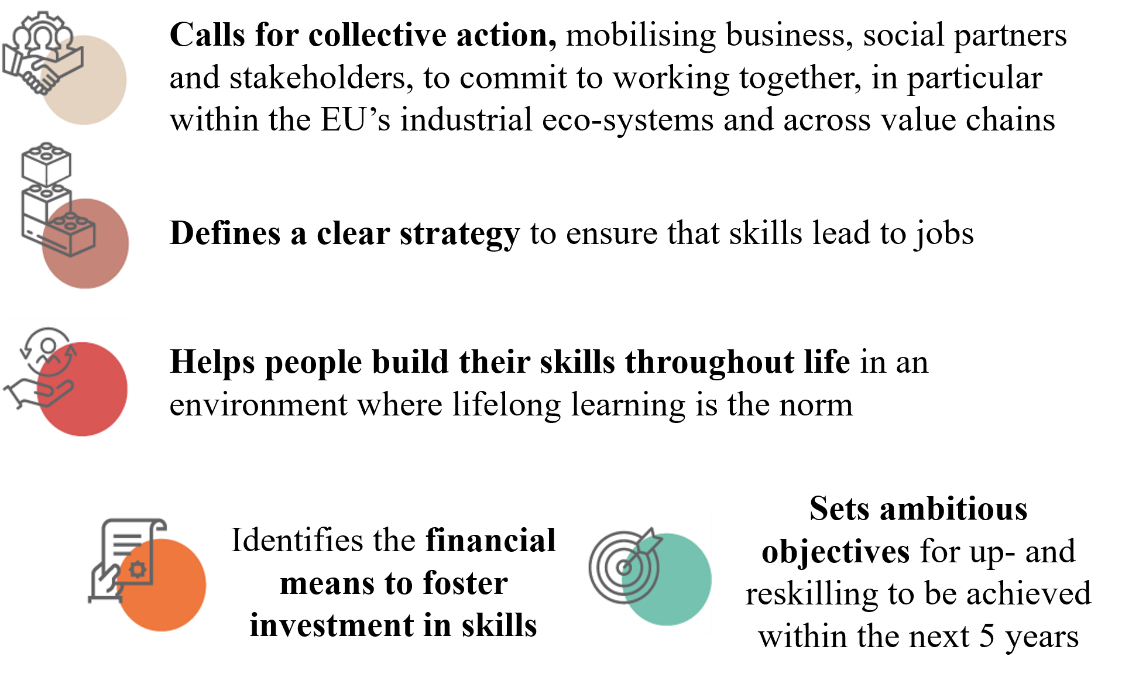 Calls for collective action, mobilising business, social partners
and stakeholders, to commit to working together, in particular
within the EU’s industrial eco-systems and across value chains
Defines a clear strategy to ensure that skills lead to jobs
Helps people build their skills throughout life in an
environment where lifelong learning is the norm
Identifies the financial
means to foster
investment in skills
Sets ambitious
objectives for up- and
reskilling to be achieved
within the next 5 years